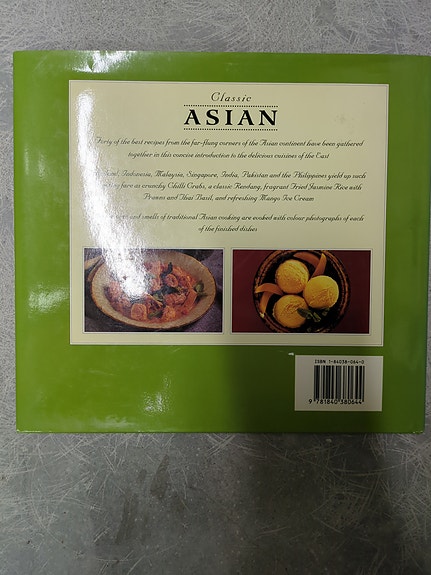 Classic
ASIAN
Forty of the best recipes from the far-flung corners of the Asian continent have been gathered
together in this concise introduction to the delicious cuisines of the East
Indonesia, Malaysia, Singapore, India, Pakistan and the Philippines yield up such
fare as crunchy Chilli Crabs, a classic Rendang, fragrant Fried Jasmine Rice with
Prawns and Thai Basil, and refreshing Mango Ice Cream
and smells of traditional Asian cooking are evoked with colour photographs of each
of the finished dishes
ISBN 1-84038-064-0
9 781840 380644